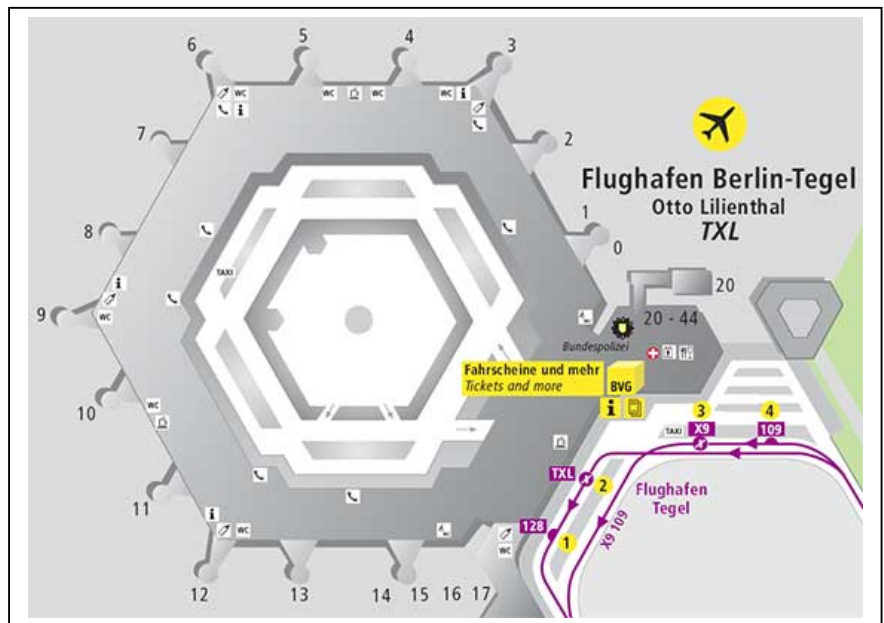 6
5
4
3
WC
WC
WC
WC
i
i
7
2
Flughafen Berlin-Tegel
Otto Lilienthal
TXL
1
0
8
TAXI
i
WC
9
20
20 - 44
Bundespolizei
Fahrscheine und mehr
Tickets and more
BVG
i
3
4
TAXI
X9
109
10
WC
TXL
2
Flughafen
Tegel
X9 109
11
i
WC
128
1
WC
12
13
14
15
16
17